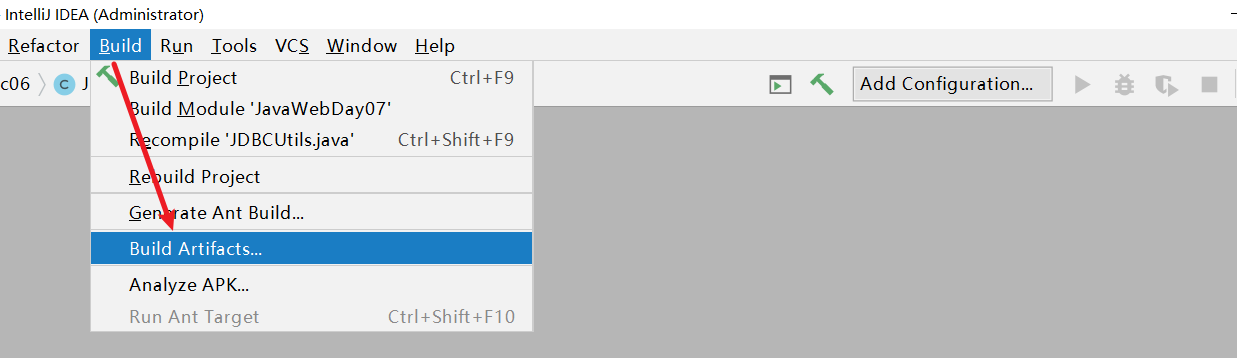 IntelliJ IDEA (Administrator)
Refactor Build Run Tools VCS Window Help
c06 C J Add Configuration...
Build Project Ctrl+F9
Build Module 'JavaWebDay07'
Recompile 'JDBCUtils.java' Ctrl+Shift+F9
Rebuild Project
Generate Ant Build...
Build Artifacts...
Analyze APK...
Run Ant Target Ctrl+Shift+F10